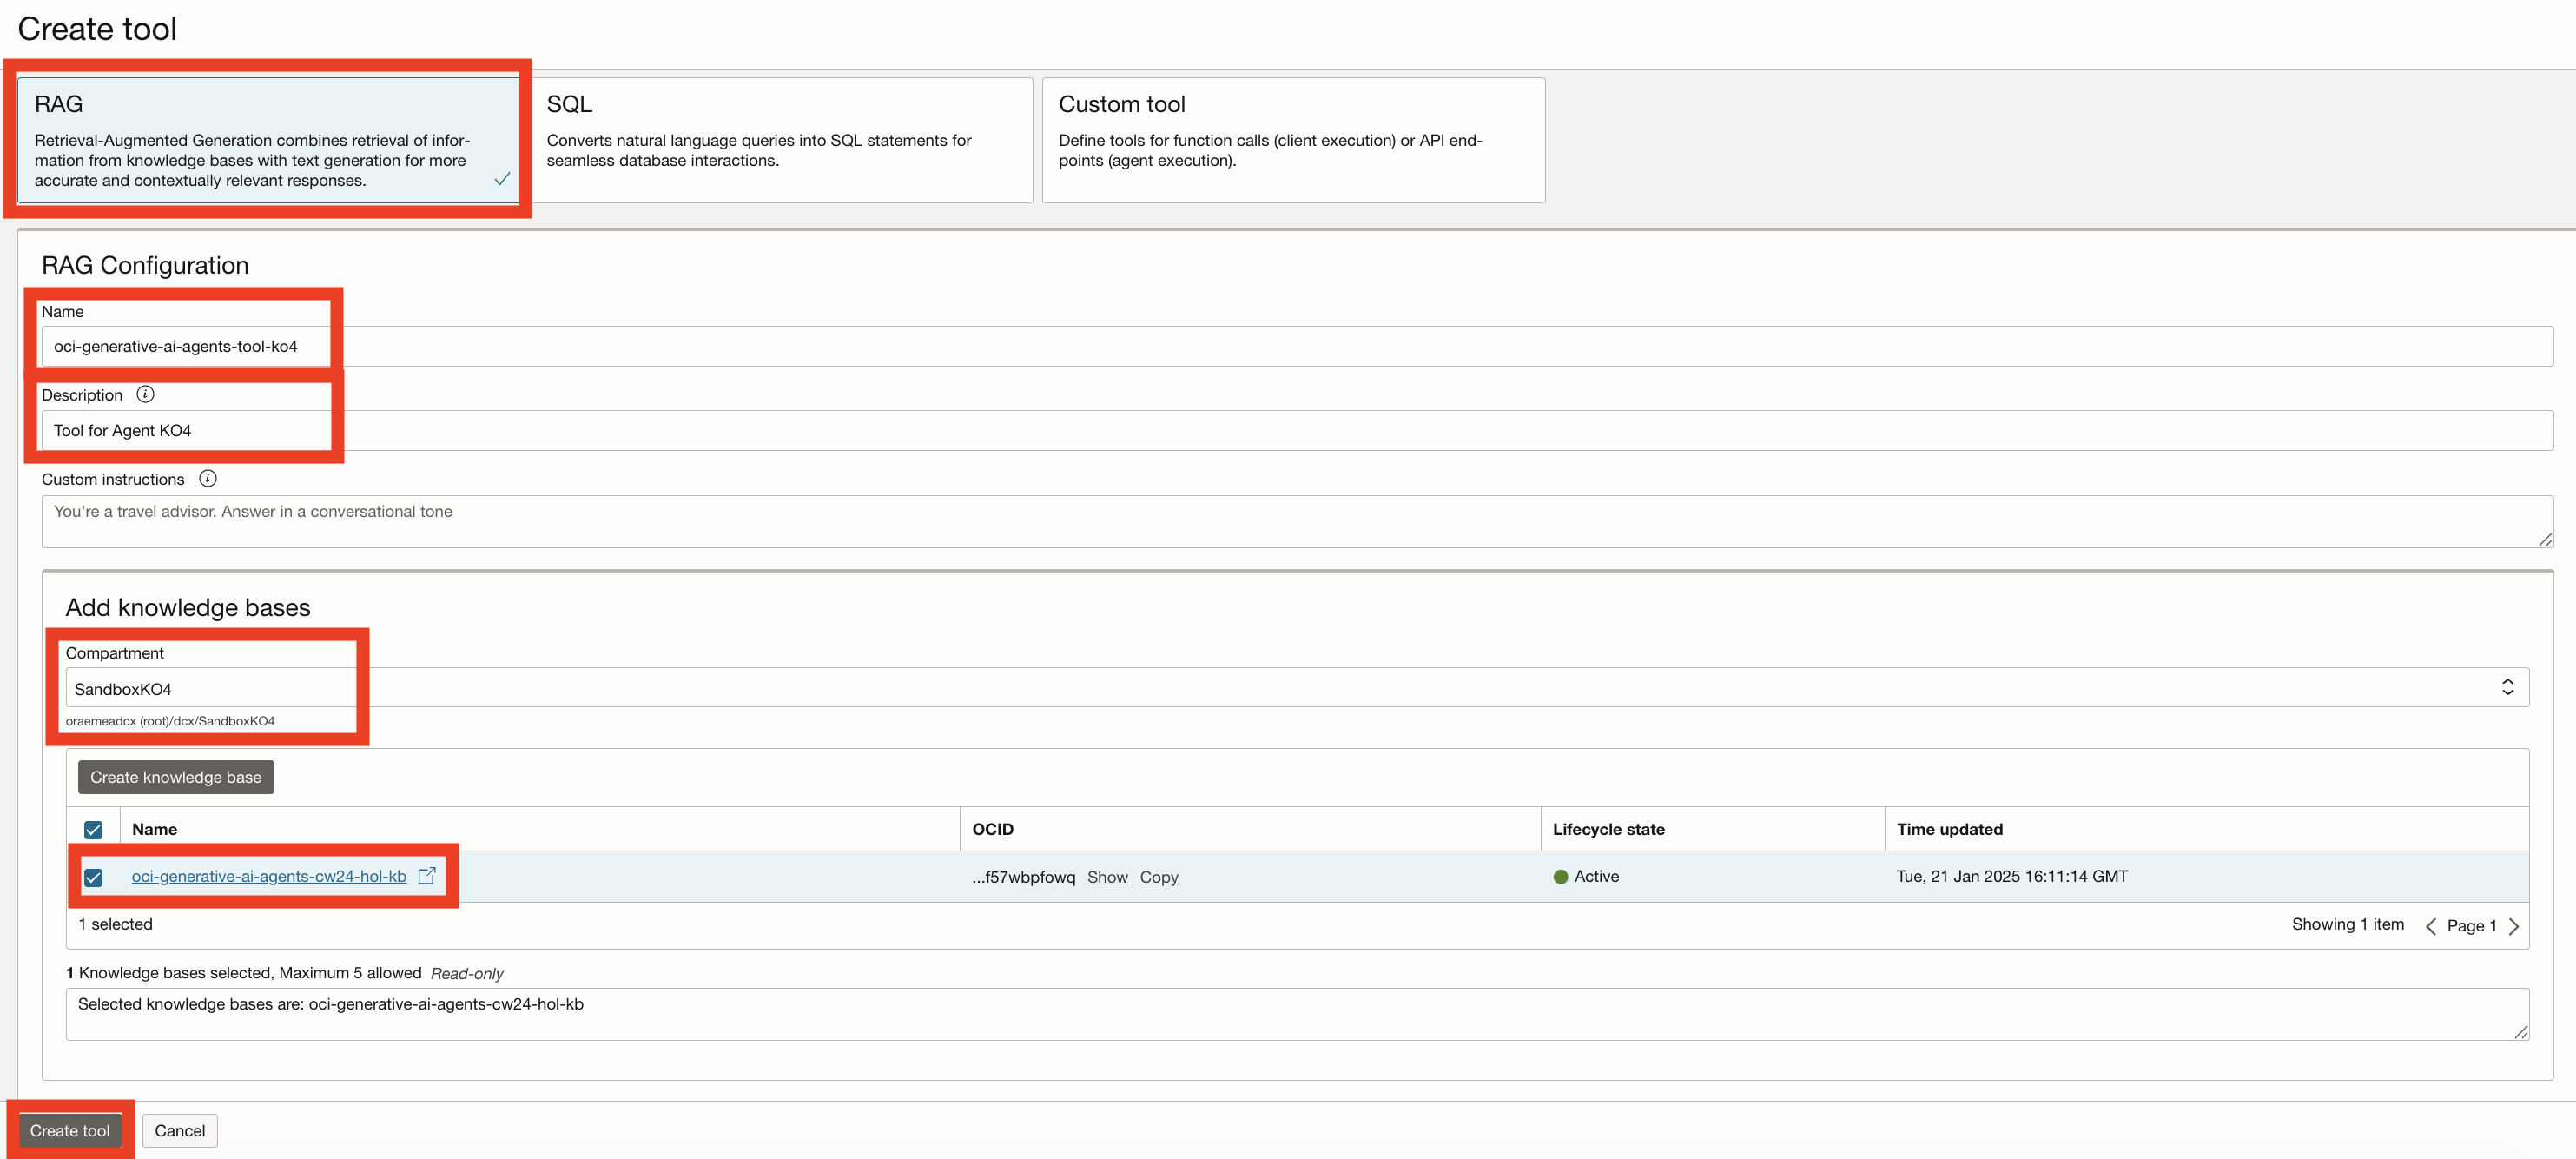 Create tool
RAG
Retrieval-Augmented Generation combines retrieval of infor-
mation from knowledge bases with text generation for more
accurate and contextually relevant responses.
SQL
Converts natural language queries into SQL statements for
seamless database interactions.
Custom tool
Define tools for function calls (client execution) or API end-
points (agent execution).
RAG Configuration
Name
oci-generative-ai-agents-tool-ko4
Description
Tool for Agent KO4
Custom instructions
You're a travel advisor. Answer in a conversational tone
Add knowledge bases
Compartment
SandboxKO4
oraemeadcx (root)/dcx/SandboxKO4
Create knowledge base
Name OCID Lifecycle state Time updated
oci-generative-ai-agents-cw24-hol-kb ...f57wbpfowq Show Copy Active Tue, 21 Jan 2025 16:11:14 GMT
1 selected Showing 1 item Page 1
1 Knowledge bases selected, Maximum 5 allowed Read-only
Selected knowledge bases are: oci-generative-ai-agents-cw24-hol-kb
Create tool Cancel